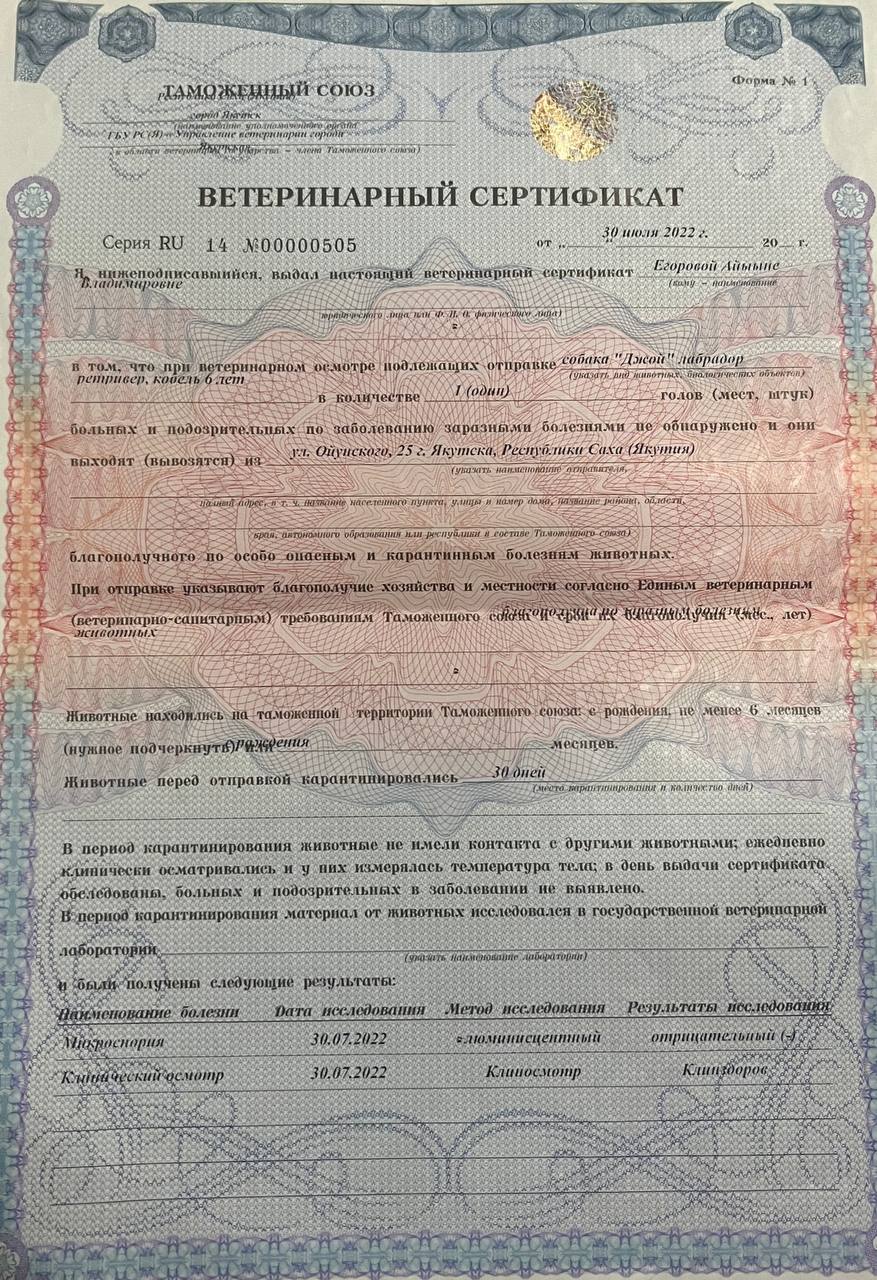 Форма № 1
ТАМОЖЕННЫЙ СОЮЗ
Республика Саха (Якутия)
город Якутск
(наименование уполномоченного органа
ГБУ РС(Я) «Управление ветеринарии города
Якутска»
в области ветеринарии государства – члена Таможенного союза)
ВЕТЕРИНАРНЫЙ СЕРТИФИКАТ
Серия RU 14 №00000505 от „ “ 30 июля 2022 г. 20 г.
Я, нижеподписавшийся, выдал настоящий ветеринарный сертификат Егоровой Айыыне
Владимировне (кому – наименование
юридического лица или Ф. И. О. физического лица)
в том, что при ветеринарном осмотре подлежащих отправке собака "Джой" лабрадор
ретривер, кобель 6 лет (указать вид животных, биологических объектов)
в количестве 1 (один) голов (мест, штук)
больных и подозрительных по заболеванию заразными болезнями не обнаружено и они
выходят (вывозятся) из ул. Ойунского, 25 г. Якутска, Республики Саха (Якутия)
(указать наименование отправителя,
полный адрес, в т. ч. название населенного пункта, улицы и номер дома, название района, области,
края, автономного образования или республики в составе Таможенного союза)
благополучного по особо опасным и карантинным болезням животных.
При отправке указывают благополучие хозяйства и местности согласно Единым ветеринарным
(ветеринарно-санитарным) требованиям Таможенного союза и срок их благополучия (мес., лет)
благополучна по заразным болезням
животных
Животные находились на таможенной территории Таможенного союза: с рождения, не менее 6 месяцев
(нужное подчеркнуть) или с рождения месяцев.
Животные перед отправкой карантинировались 30 дней
(место карантинирования и количество дней)
В период карантинирования животные не имели контакта с другими животными; ежедневно
клинически осматривались и у них измерялась температура тела; в день выдачи сертификата
обследованы, больных и подозрительных в заболевании не выявлено.
В период карантинирования материал от животных исследовался в государственной ветеринарной
лаборатории
(указать наименование лаборатории)
и были получены следующие результаты:
Наименование болезни Дата исследования Метод исследования Результаты исследования
Микроспория 30.07.2022 люминисцентный отрицательный (-)
Клинический осмотр 30.07.2022 Клиносмотр Клинздоров